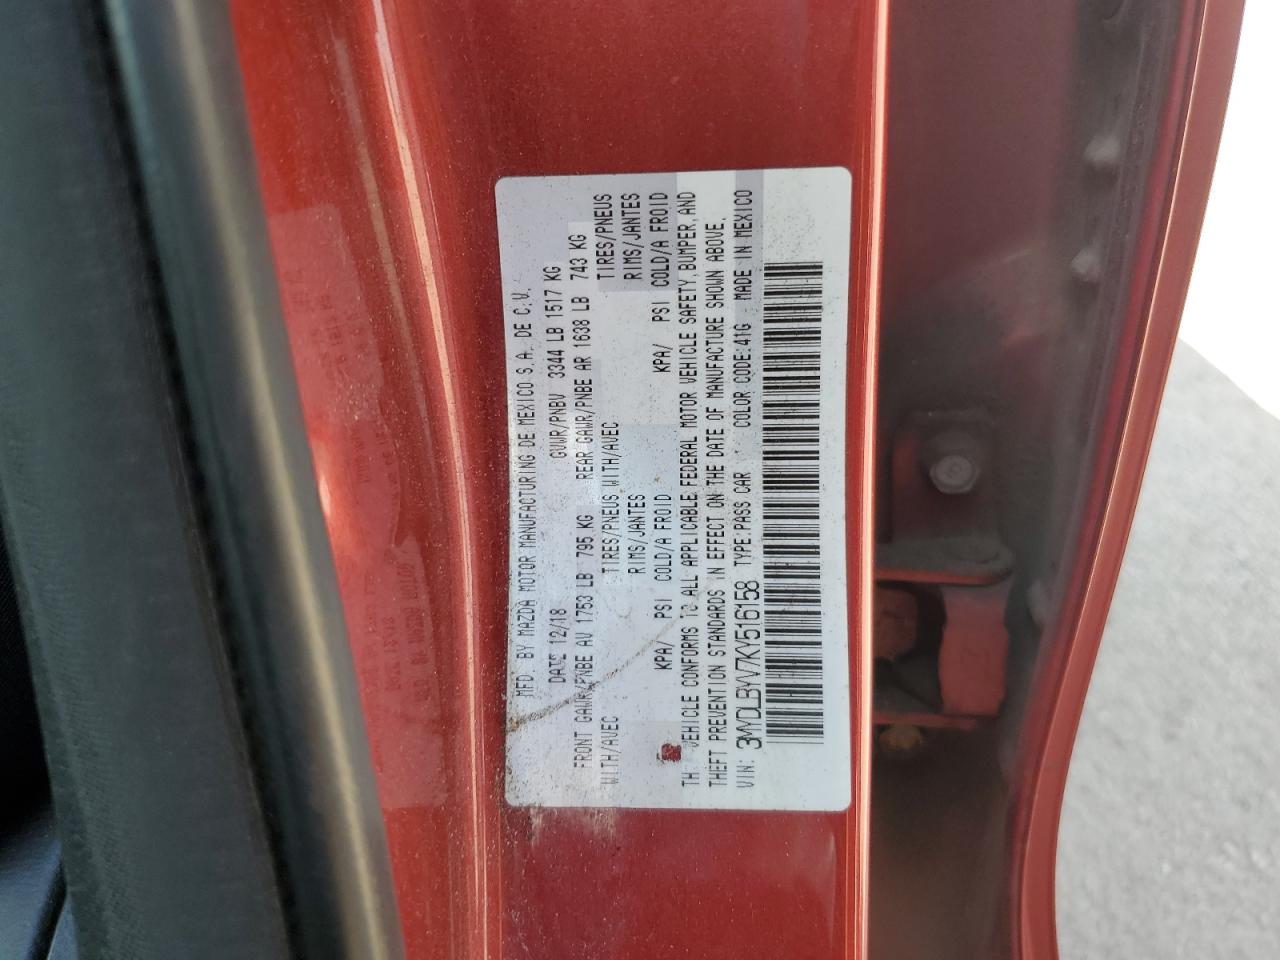 MFD. BY MAZDA MOTOR MANUFACTURING DE MEXICO S.A. DE C.V.
DATE 12/18 GVWR/PNBV 3344 LB 1517 KG
FRONT GAWR/PNBE AV 1753 LB 795 KG REAR GAWR/PNBE AR 1638 LB 743 KG
WITH/AVEC TIRES/PNEUS WITH/AVEC TIRES/PNEUS
RIMS/JANTES RIMS/JANTES
KPA/ PSI COLD/A FROID KPA/ PSI COLD/A FROID
VEHICLE CONFORMS TO ALL APPLICABLE FEDERAL MOTOR VEHICLE SAFETY, BUMPER, AND
THEFT PREVENTION STANDARDS IN EFFECT ON THE DATE OF MANUFACTURE SHOWN ABOVE.
VIN: 3MYDLBYV7KY516158 TYPE:PASS CAR COLOR CODE:41G MADE IN MEXICO